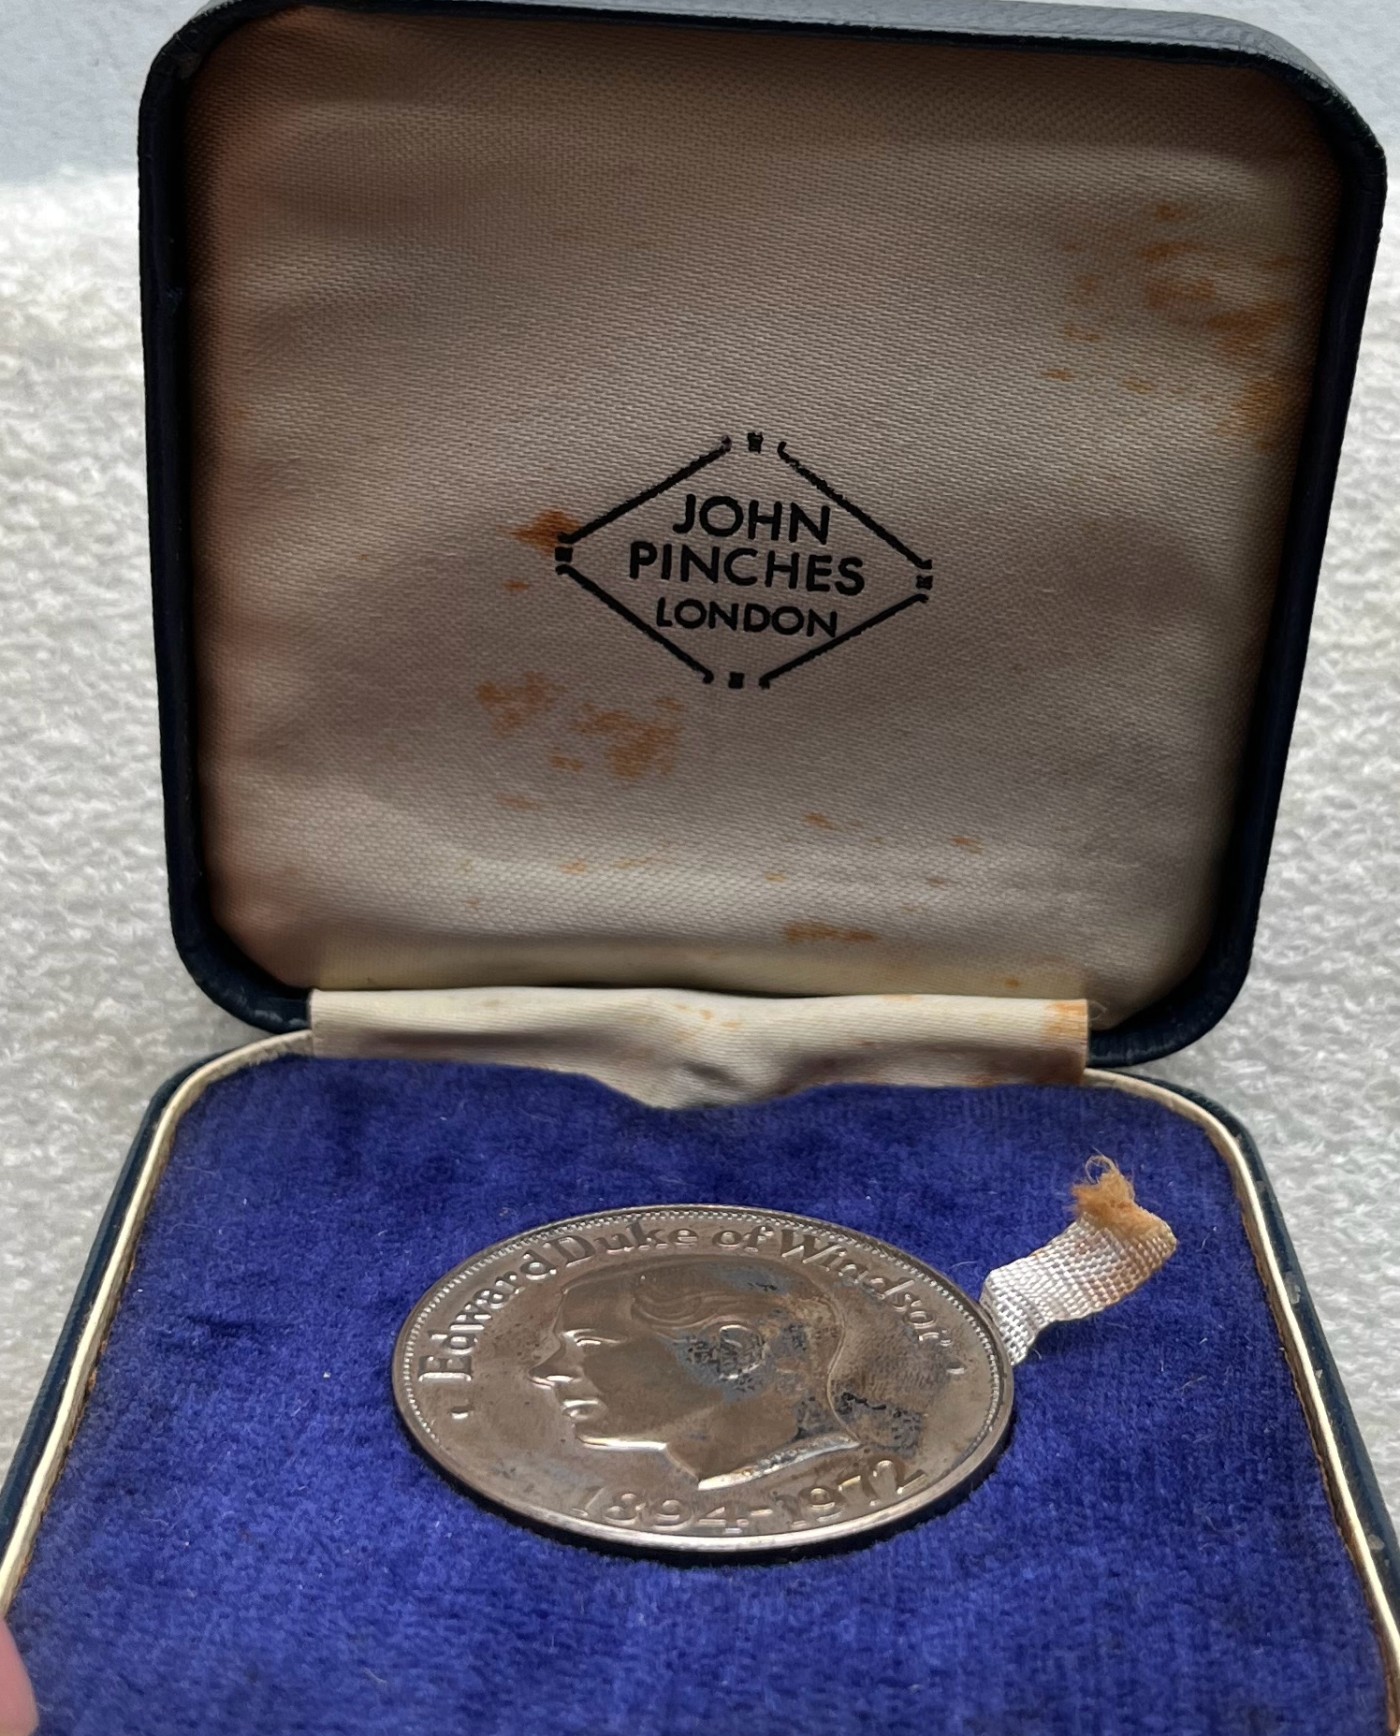 JOHN
PINCHES
LONDON
Edward Duke of Windsor
1894-1972